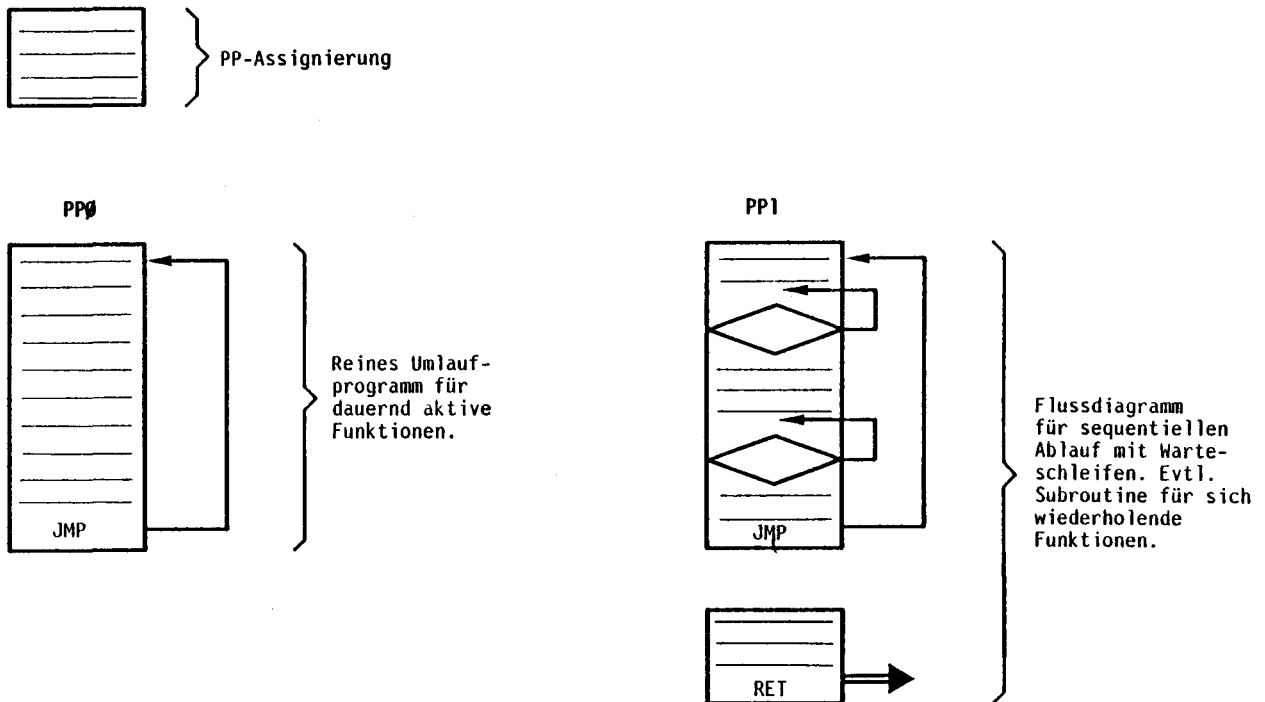 PP-Assignierung
PPØ
JMP
Reines Umlauf-
programm für
dauernd aktive
Funktionen.
PP1
JMP
RET
Flussdiagramm
für sequentiellen
Ablauf mit Warte-
schleifen. Evtl.
Subroutine für sich
wiederholende
Funktionen.